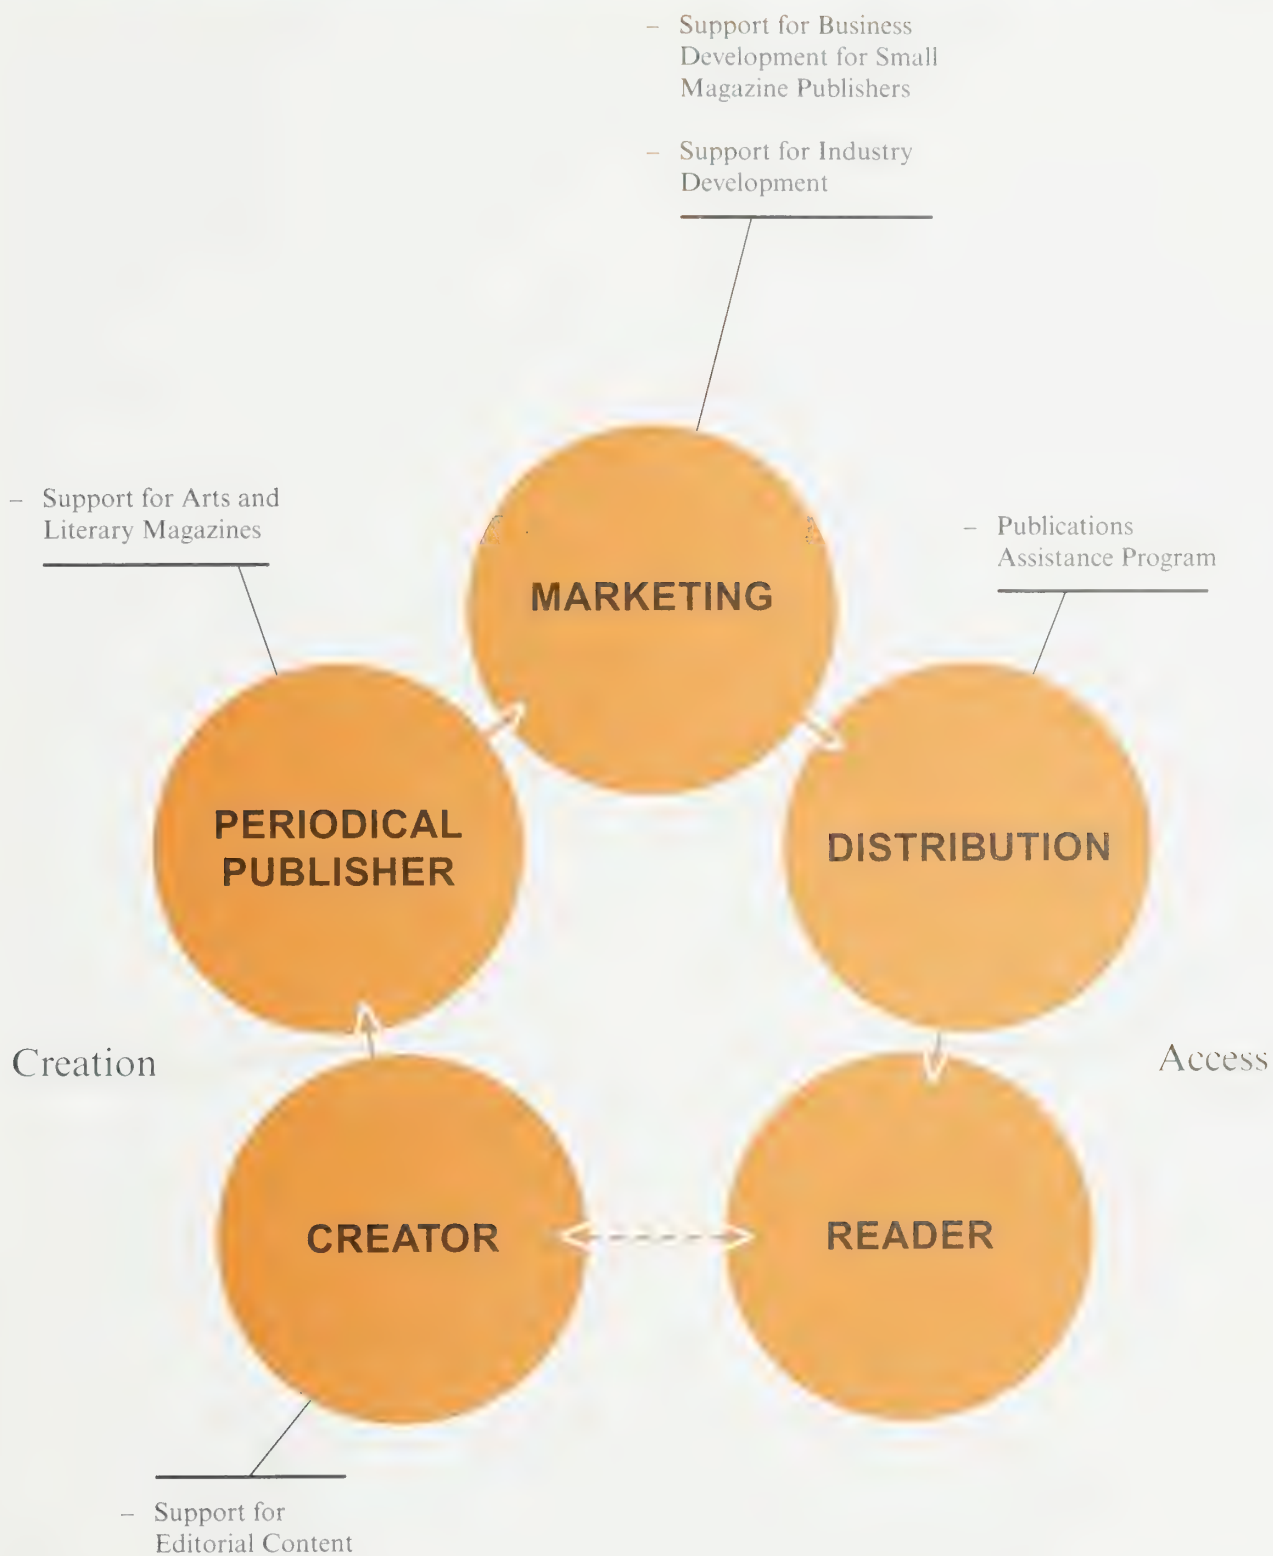 – Support for Business
Development for Small
Magazine Publishers
– Support for Industry
Development
– Support for Arts and
Literary Magazines
– Publications
Assistance Program
MARKETING
PERIODICAL
PUBLISHER
DISTRIBUTION
Creation
Access
CREATOR
READER
– Support for
Editorial Content